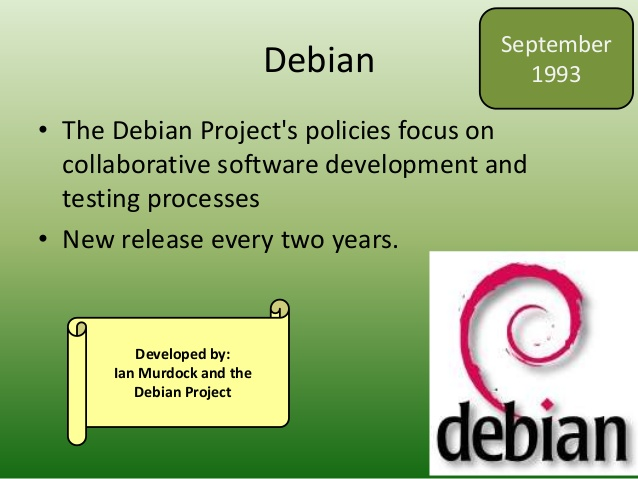 Debian
September
1993
• The Debian Project's policies focus on
collaborative software development and
testing processes
• New release every two years.
Developed by:
Ian Murdock and the
Debian Project
debian